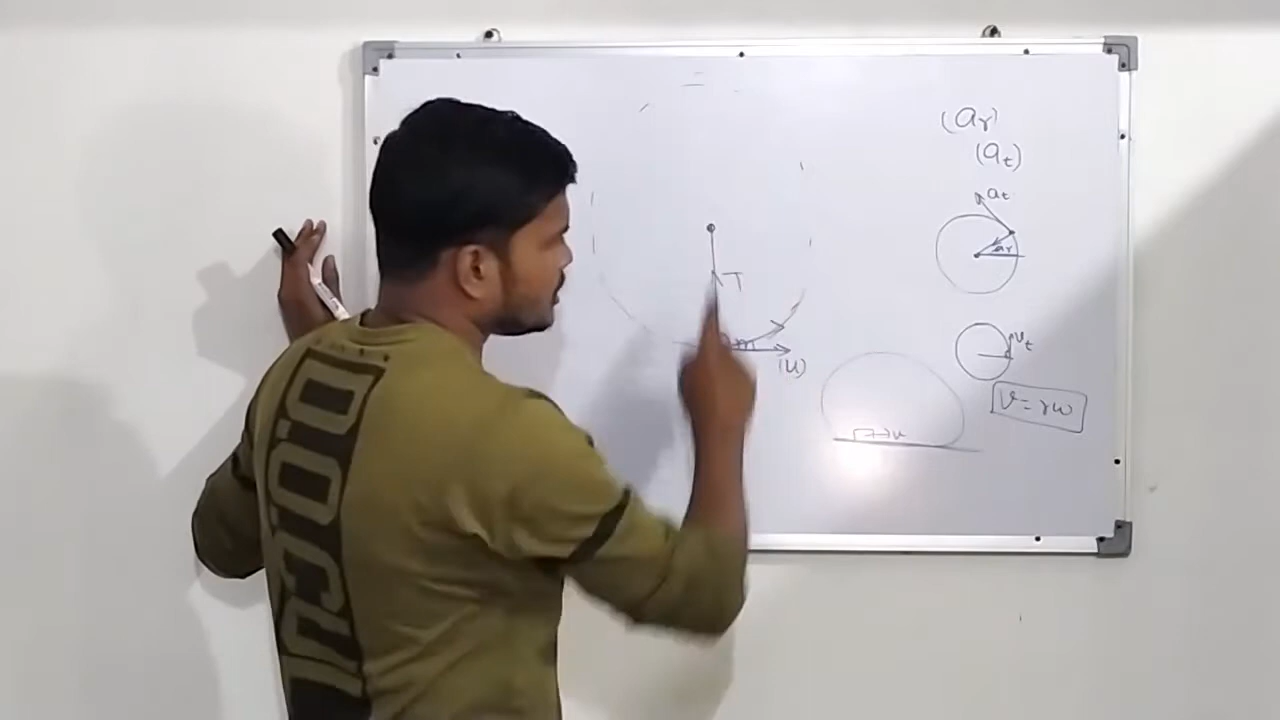 (aᵣ)
(aₜ)
aₜ
aᵣ
T
m
(u)
vₜ
v = rω
v